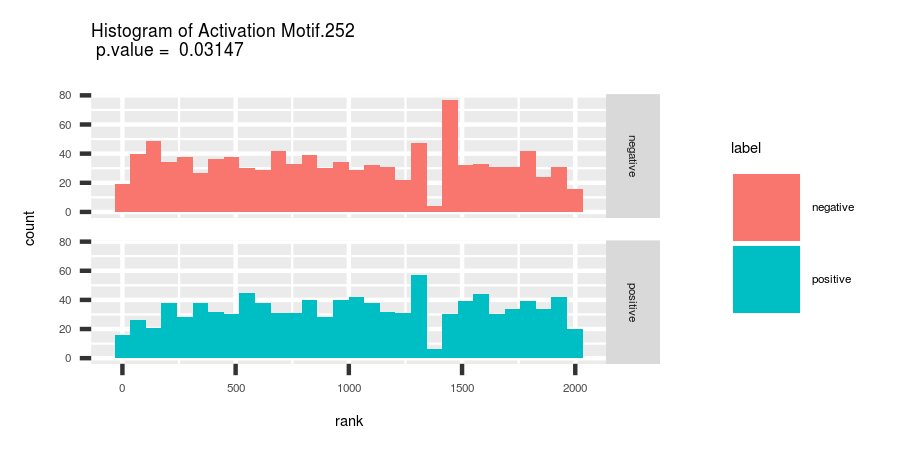 Histogram of Activation Motif.252
p.value = 0.03147
count
80
60
40
20
0
negative
80
60
40
20
0
positive
0 500 1000 1500 2000
rank
label
negative
positive